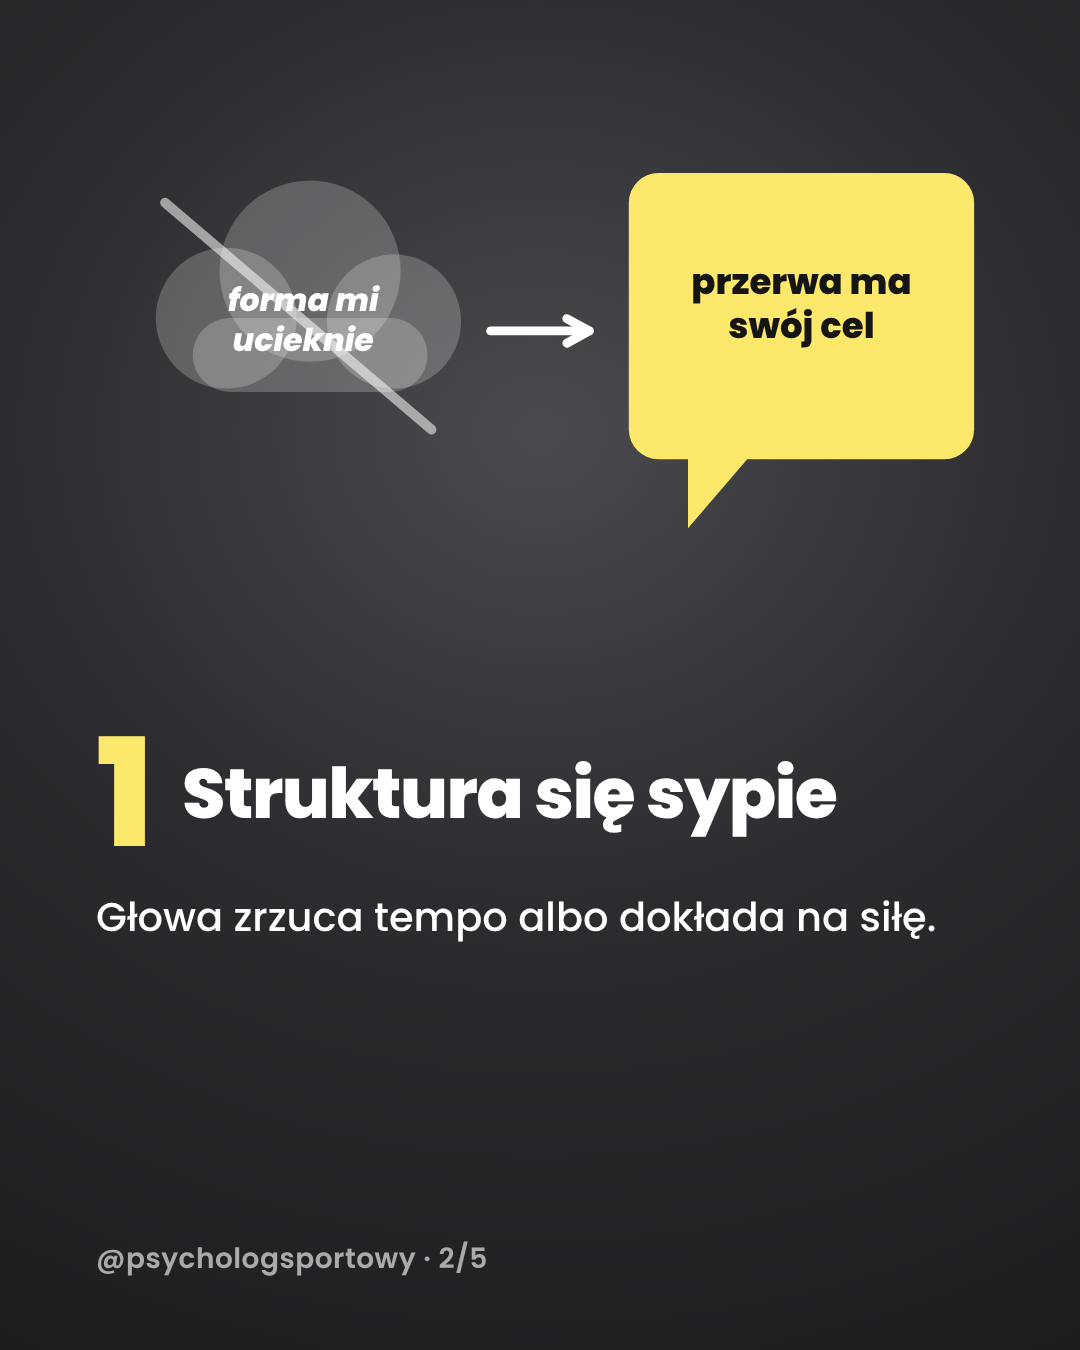 forma mi
ucieknie
przerwa ma
swój cel
1 Struktura się sypie
Głowa zrzuca tempo albo dokłada na siłę.
@psychologsportowy · 2/5